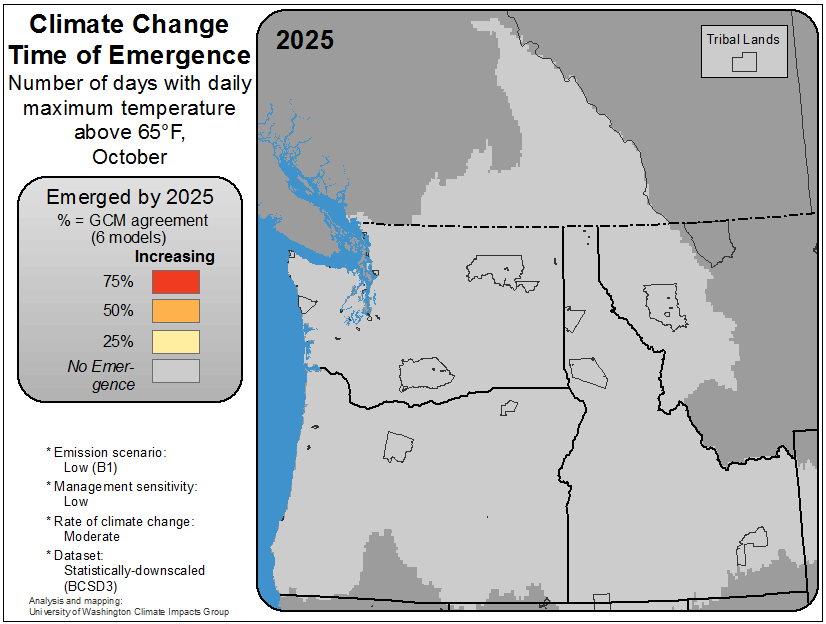 Climate Change
Time of Emergence
Number of days with daily
maximum temperature
above 65°F,
October
Emerged by 2025
% = GCM agreement
(6 models)
Increasing
75%
50%
25%
No Emer-
gence
* Emission scenario:
Low (B1)
* Management sensitivity:
Low
* Rate of climate change:
Moderate
* Dataset:
Statistically-downscaled
(BCSD3)
Analysis and mapping:
University of Washington Climate Impacts Group
2025
Tribal Lands